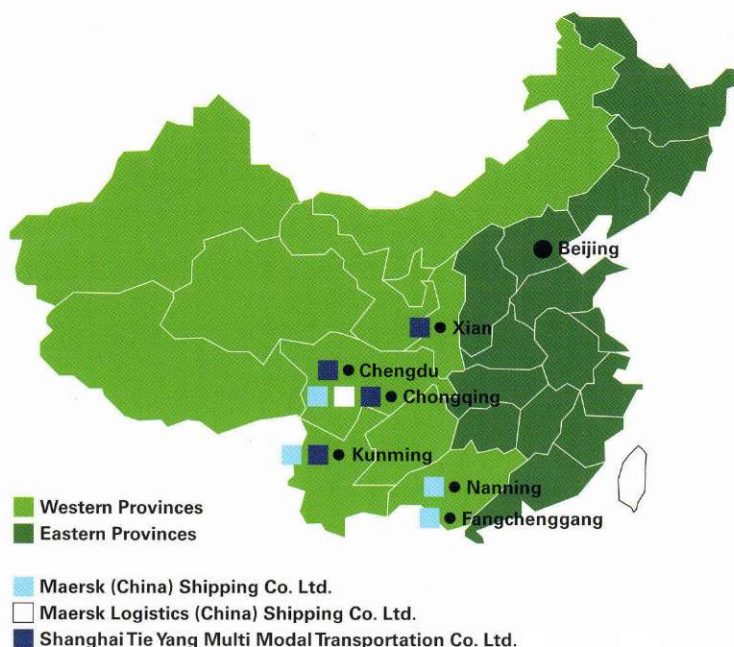 Beijing
Xian
Chengdu
Chongqing
Kunming
Nanning
Fangchenggang
Western Provinces
Eastern Provinces
Maersk (China) Shipping Co. Ltd.
Maersk Logistics (China) Shipping Co. Ltd.
Shanghai Tie Yang Multi Modal Transportation Co. Ltd.